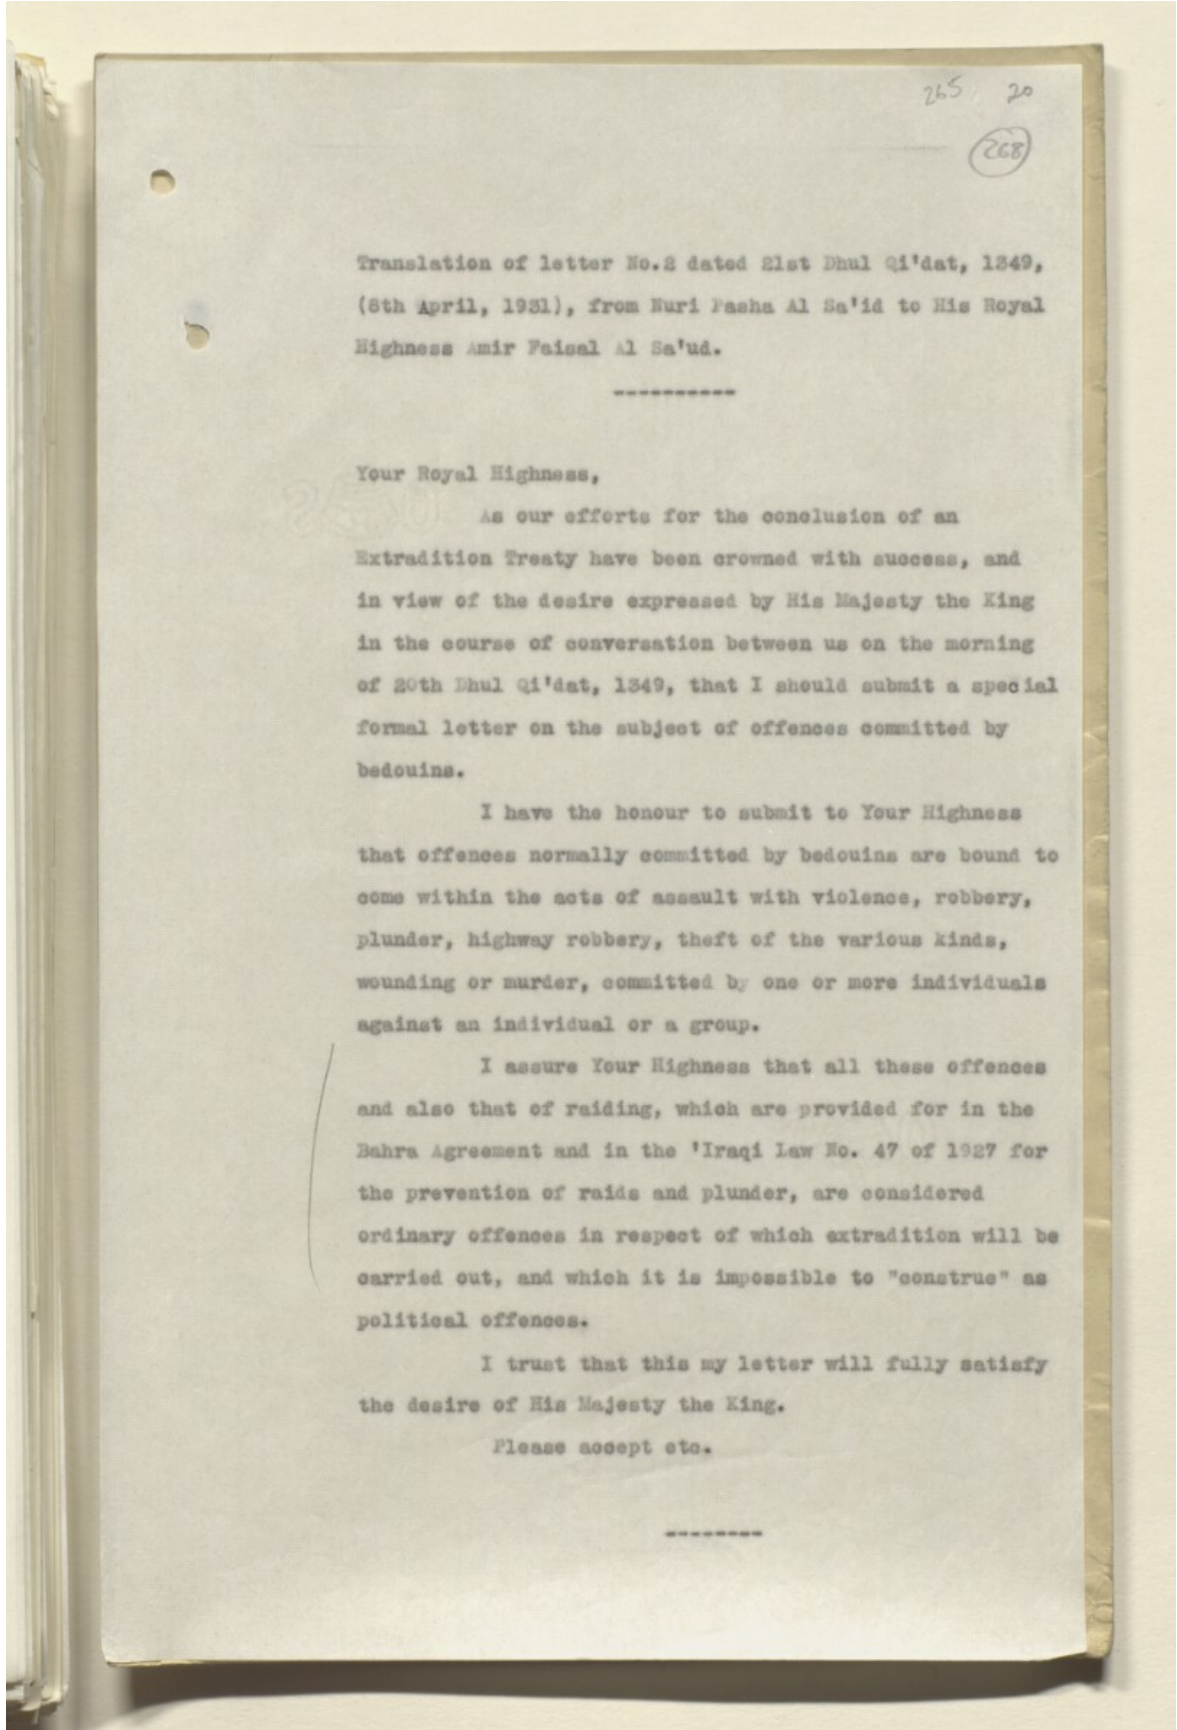 265 20
268
Translation of letter No.2 dated 21st Dhul Qi'dat, 1349,
(8th April, 1931), from Nuri Pasha Al Sa'id to His Royal
Highness Amir Faisal Al Sa'ud.
----------
Your Royal Highness,
As our efforts for the conclusion of an
Extradition Treaty have been crowned with success, and
in view of the desire expressed by His Majesty the King
in the course of conversation between us on the morning
of 20th Dhul Qi'dat, 1349, that I should submit a special
formal letter on the subject of offences committed by
bedouins.
I have the honour to submit to Your Highness
that offences normally committed by bedouins are bound to
come within the acts of assault with violence, robbery,
plunder, highway robbery, theft of the various kinds,
wounding or murder, committed by one or more individuals
against an individual or a group.
I assure Your Highness that all these offences
and also that of raiding, which are provided for in the
Bahra Agreement and in the 'Iraqi Law No. 47 of 1927 for
the prevention of raids and plunder, are considered
ordinary offences in respect of which extradition will be
carried out, and which it is impossible to "construe" as
political offences.
I trust that this my letter will fully satisfy
the desire of His Majesty the King.
Please accept etc.
--------